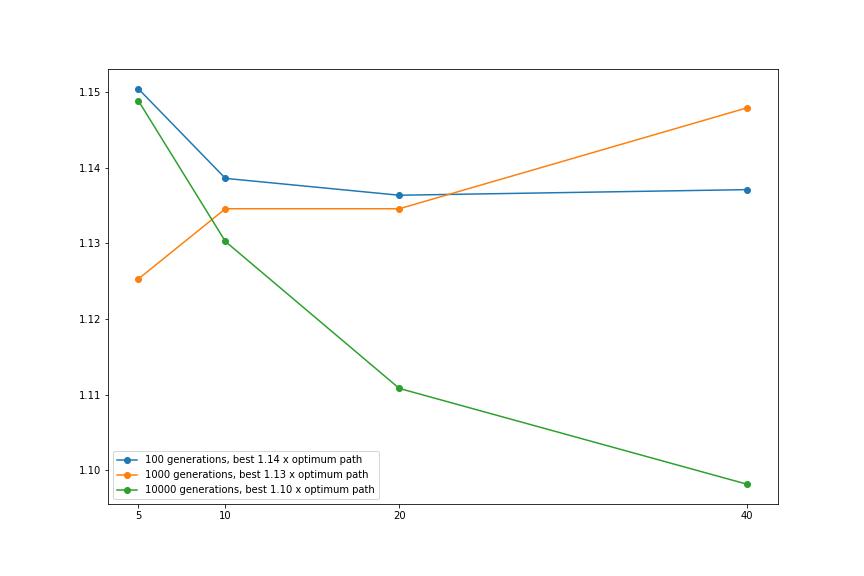 1.15
1.14
1.13
1.12
1.11
1.10
100 generations, best 1.14 x optimum path
1000 generations, best 1.13 x optimum path
10000 generations, best 1.10 x optimum path
5 10 20 40